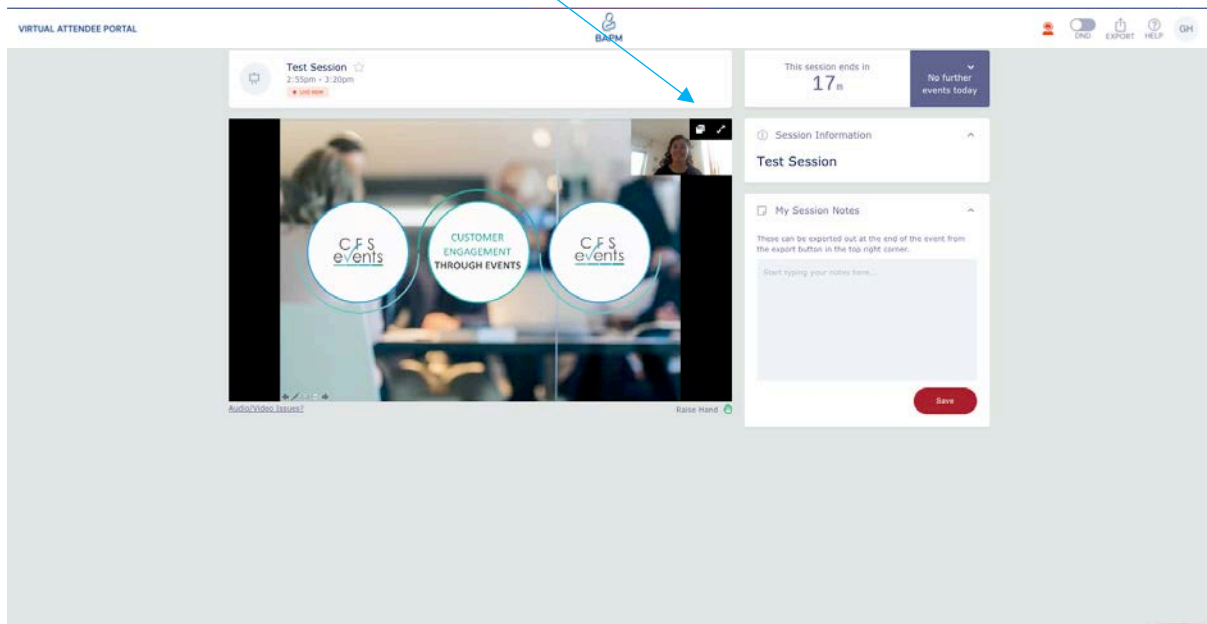 VIRTUAL ATTENDEE PORTAL
BAPM
DND
EXPORT
HELP
GH
Test Session
2:55pm - 3:20pm
LIVE NOW
This session ends in
17m
No further
events today
Session Information
Test Session
C F S
events
CUSTOMER
ENGAGEMENT
THROUGH EVENTS
C F S
events
My Session Notes
These can be exported out at the end of the event from
the export button in the top right corner.
Start typing your notes here...
Save
Audio/Video Issues?
Raise Hand